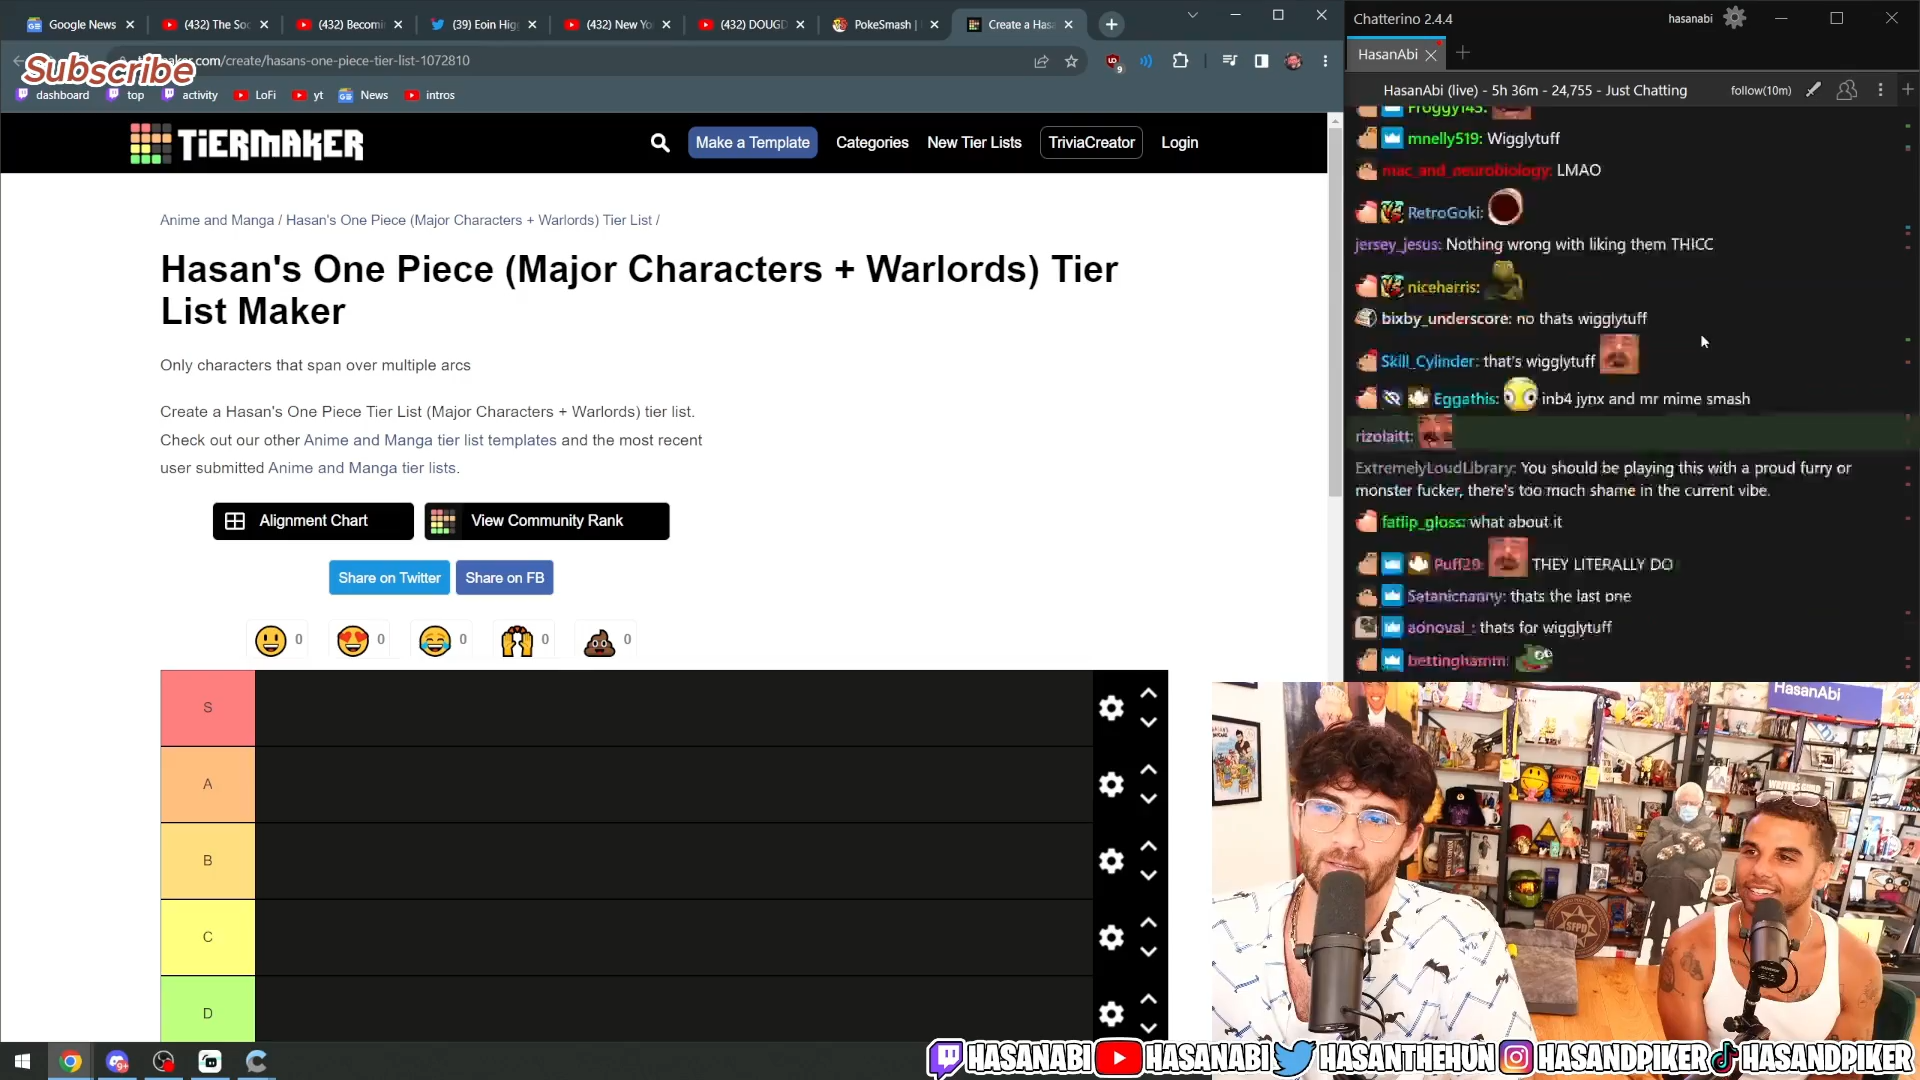 Google News
(432) The Soc
(432) Becomi
(39) Eoin Hig
(432) New Yo
(432) DOUGD
PokeSmash |
Create a Hasa
Subscribe
maker.com/create/hasans-one-piece-tier-list-1072810
dashboard
top
activity
LoFi
yt
News
intros
TIERMAKER
Make a Template
Categories
New Tier Lists
TriviaCreator
Login
Anime and Manga / Hasan's One Piece (Major Characters + Warlords) Tier List /
Hasan's One Piece (Major Characters + Warlords) Tier
List Maker
Only characters that span over multiple arcs
Create a Hasan's One Piece Tier List (Major Characters + Warlords) tier list.
Check out our other Anime and Manga tier list templates and the most recent
user submitted Anime and Manga tier lists.
Alignment Chart
View Community Rank
Share on Twitter
Share on FB
0
0
0
0
0
S
A
B
C
D
Chatterino 2.4.4
hasanabi
HasanAbi
HasanAbi (live) - 5h 36m - 24,755 - Just Chatting
follow(10m)
Froggy143:
mnelly519: Wigglytuff
mac_and_neurobiology: LMAO
RetroGoki:
jersey_jesus: Nothing wrong with liking them THICC
niceharris:
bixby_underscore: no thats wigglytuff
Skill_Cylinder: that's wigglytuff
Eggathis: inb4 jynx and mr mime smash
rizolaitt:
ExtremelyLoudLibrary: You should be playing this with a proud furry or
monster fucker, there's too much shame in the current vibe.
fatlip_gloss: what about it
Puff29: THEY LITERALLY DO
Satanicnanny: thats the last one
aonovai_: thats for wigglytuff
bettinghamm:
HasanAbi
SFPD
HASANABI
HASANABI
HASANTHEHUN
HASANDPIKER
HASANDPIKER